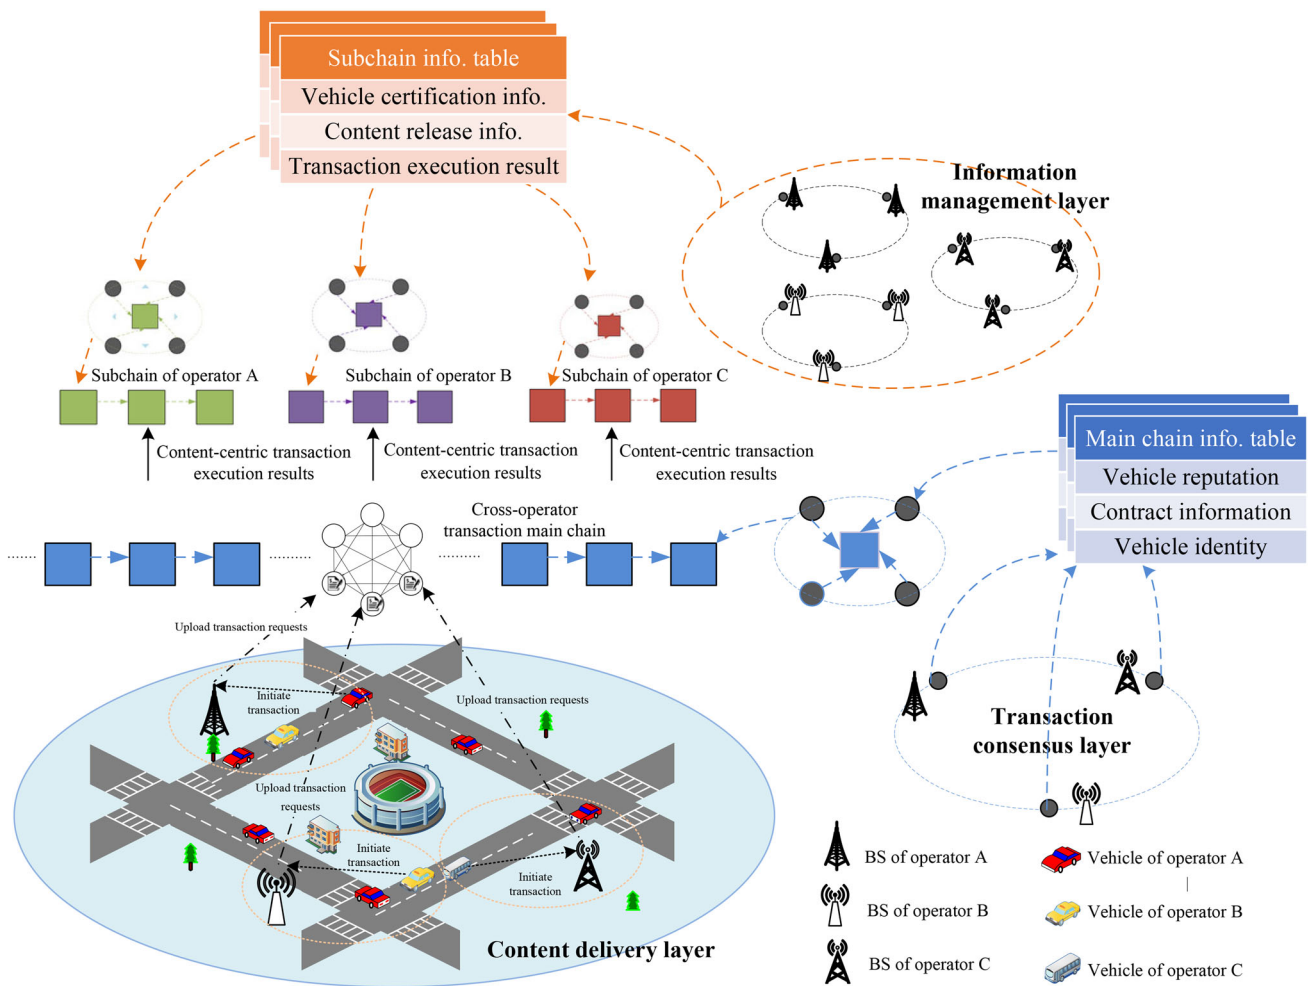 Subchain info. table
Vehicle certification info.
Content release info.
Transaction execution result
Information
management layer
Subchain of operator A
Subchain of operator B
Subchain of operator C
Content-centric transaction
execution results
Content-centric transaction
execution results
Content-centric transaction
execution results
Main chain info. table
Vehicle reputation
Contract information
Vehicle identity
Cross-operator
transaction main chain
Upload transaction requests
Initiate
transaction
Upload transaction requests
Upload transaction
requests
Initiate
transaction
Initiate
transaction
Content delivery layer
Transaction
consensus layer
BS of operator A
Vehicle of operator A
BS of operator B
Vehicle of operator B
BS of operator C
Vehicle of operator C